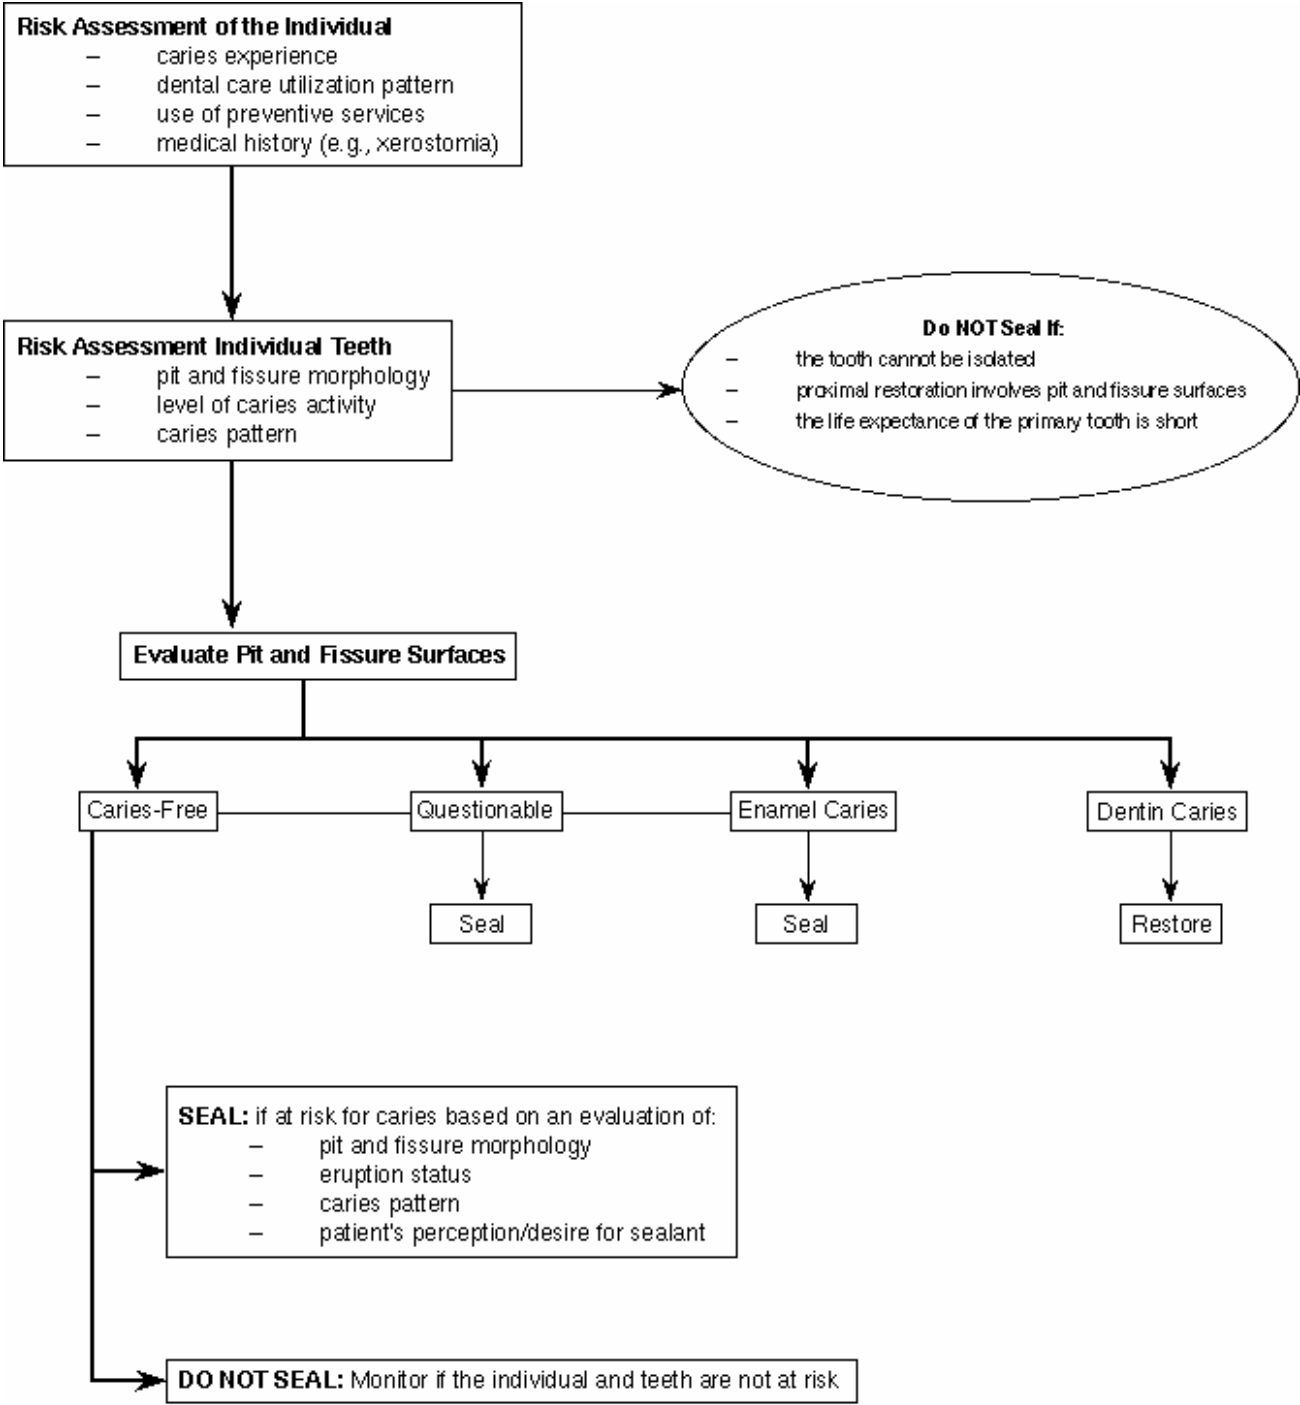 Risk Assessment of the Individual
– caries experience
– dental care utilization pattern
– use of preventive services
– medical history (e.g., xerostomia)
Risk Assessment Individual Teeth
– pit and fissure morphology
– level of caries activity
– caries pattern
Do NOT Seal If:
– the tooth cannot be isolated
– proximal restoration involves pit and fissure surfaces
– the life expectance of the primary tooth is short
Evaluate Pit and Fissure Surfaces
Caries-Free
Questionable
Enamel Caries
Dentin Caries
Seal
Seal
Restore
SEAL: if at risk for caries based on an evaluation of:
– pit and fissure morphology
– eruption status
– caries pattern
– patient's perception/desire for sealant
DO NOT SEAL: Monitor if the individual and teeth are not at risk